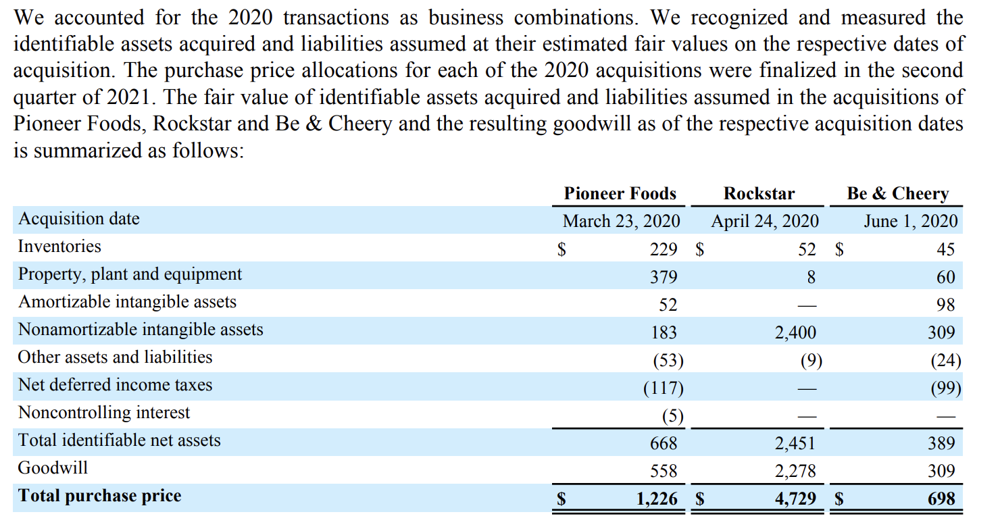 We accounted for the 2020 transactions as business combinations. We recognized and measured the
identifiable assets acquired and liabilities assumed at their estimated fair values on the respective dates of
acquisition. The purchase price allocations for each of the 2020 acquisitions were finalized in the second
quarter of 2021. The fair value of identifiable assets acquired and liabilities assumed in the acquisitions of
Pioneer Foods, Rockstar and Be & Cheery and the resulting goodwill as of the respective acquisition dates
is summarized as follows:
Pioneer Foods Rockstar Be & Cheery
Acquisition date March 23, 2020 April 24, 2020 June 1, 2020
Inventories $ 229 $ 52 $ 45
Property, plant and equipment 379 8 60
Amortizable intangible assets 52 — 98
Nonamortizable intangible assets 183 2,400 309
Other assets and liabilities (53) (9) (24)
Net deferred income taxes (117) — (99)
Noncontrolling interest (5) — —
Total identifiable net assets 668 2,451 389
Goodwill 558 2,278 309
Total purchase price $ 1,226 $ 4,729 $ 698